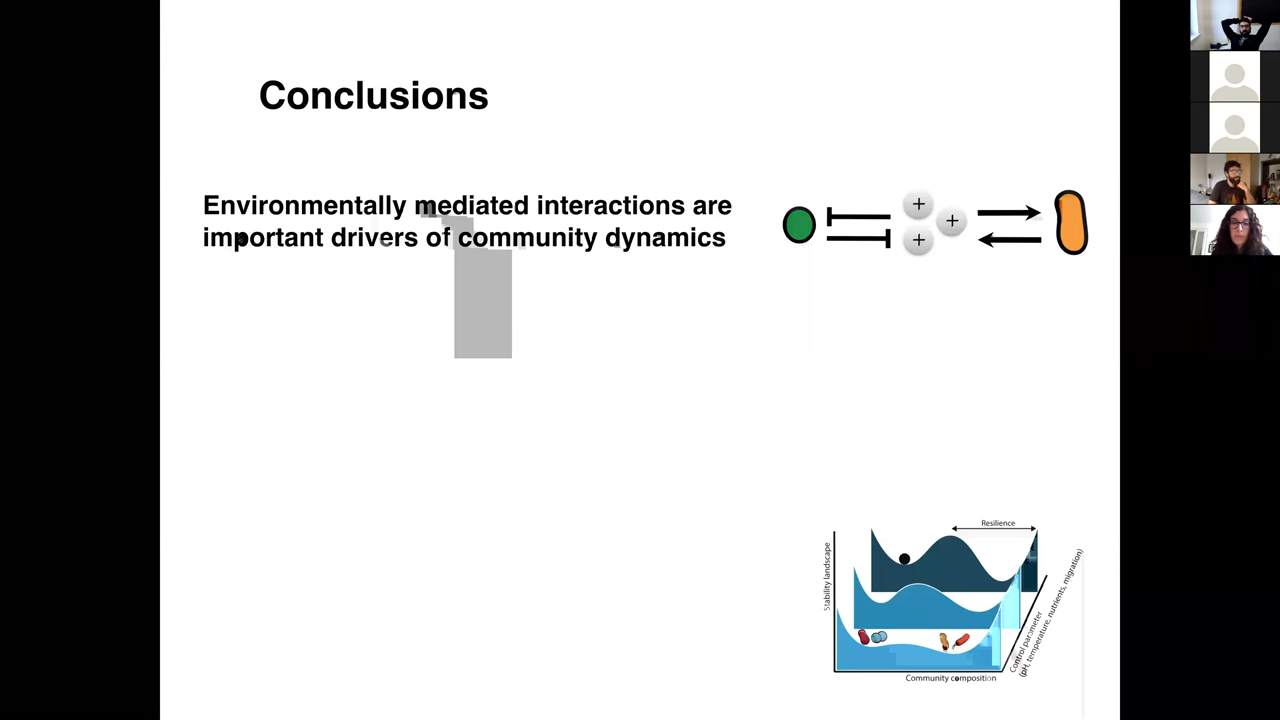 Conclusions
Environmentally mediated interactions are
important drivers of community dynamics
+
+
+
Resilience
Stability landscape
Control parameter
(pH, temperature, nutrients, migration)
Community composition